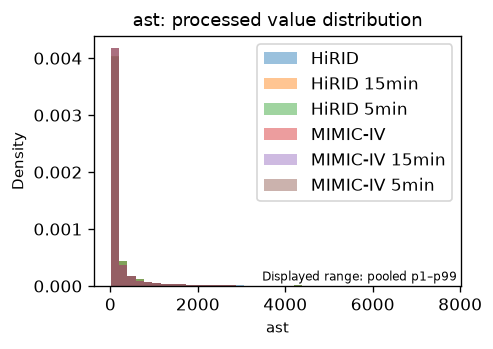 ast: processed value distribution
Density
0.004
0.003
0.002
0.001
0.000
HiRID
HiRID 15min
HiRID 5min
MIMIC-IV
MIMIC-IV 15min
MIMIC-IV 5min
Displayed range: pooled p1–p99
0 2000 4000 6000 8000
ast